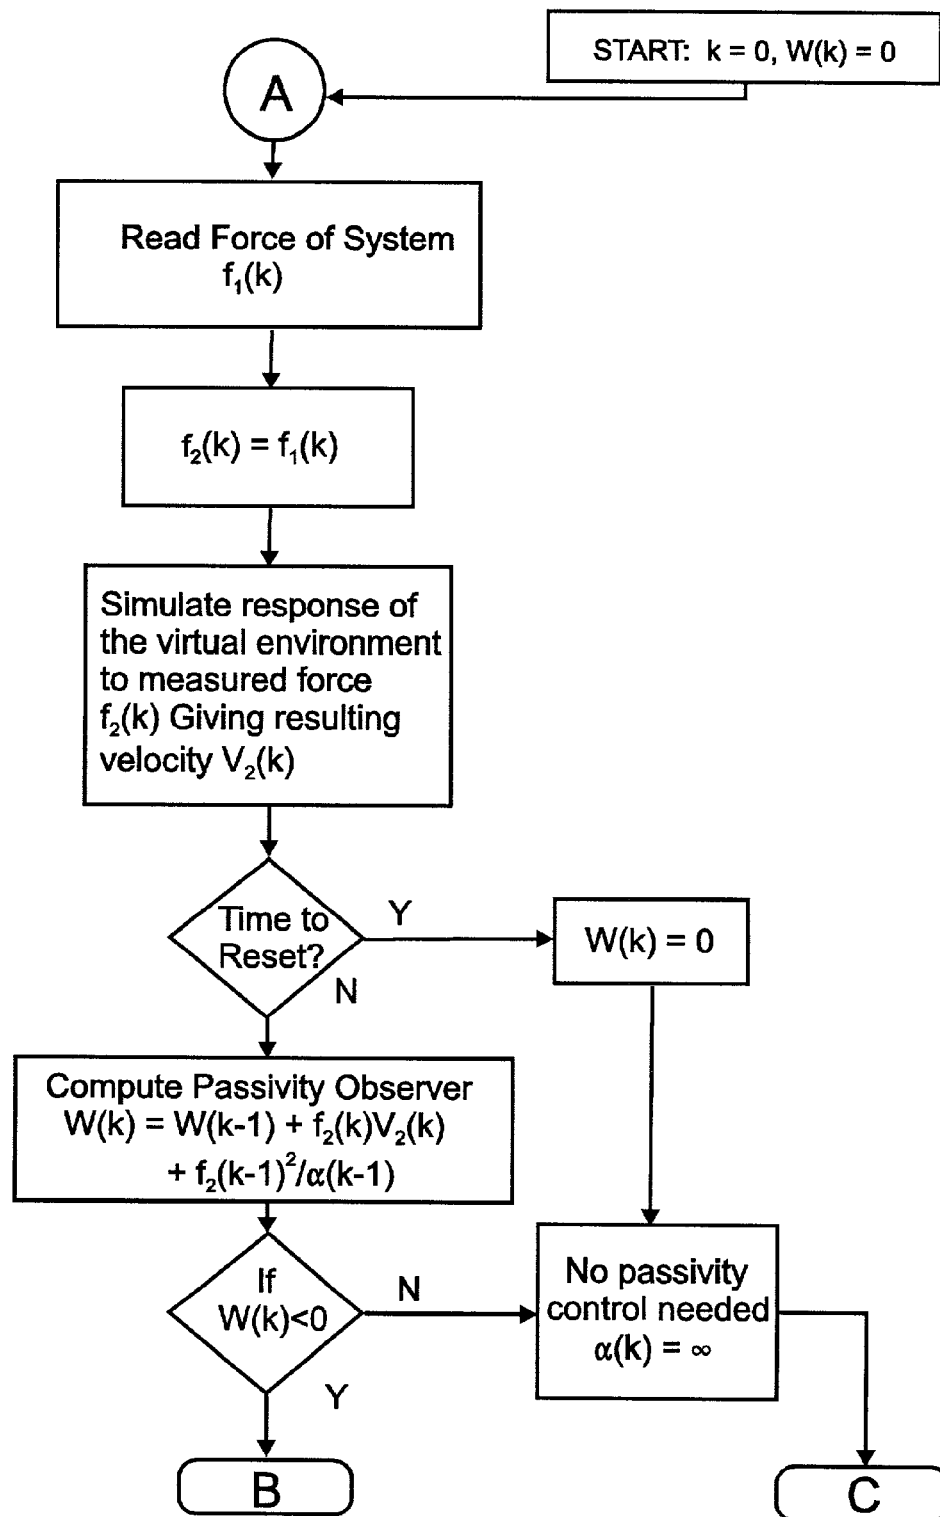 START: k = 0, W(k) = 0
A
Read Force of System
f₁(k)
f₂(k) = f₁(k)
Simulate response of
the virtual environment
to measured force
f₂(k) Giving resulting
velocity V₂(k)
Time to
Reset?
Y
N
W(k) = 0
Compute Passivity Observer
W(k) = W(k-1) + f₂(k)V₂(k)
+ f₂(k-1)²/α(k-1)
If
W(k)<0
N
Y
No passivity
control needed
α(k) = ∞
B
C